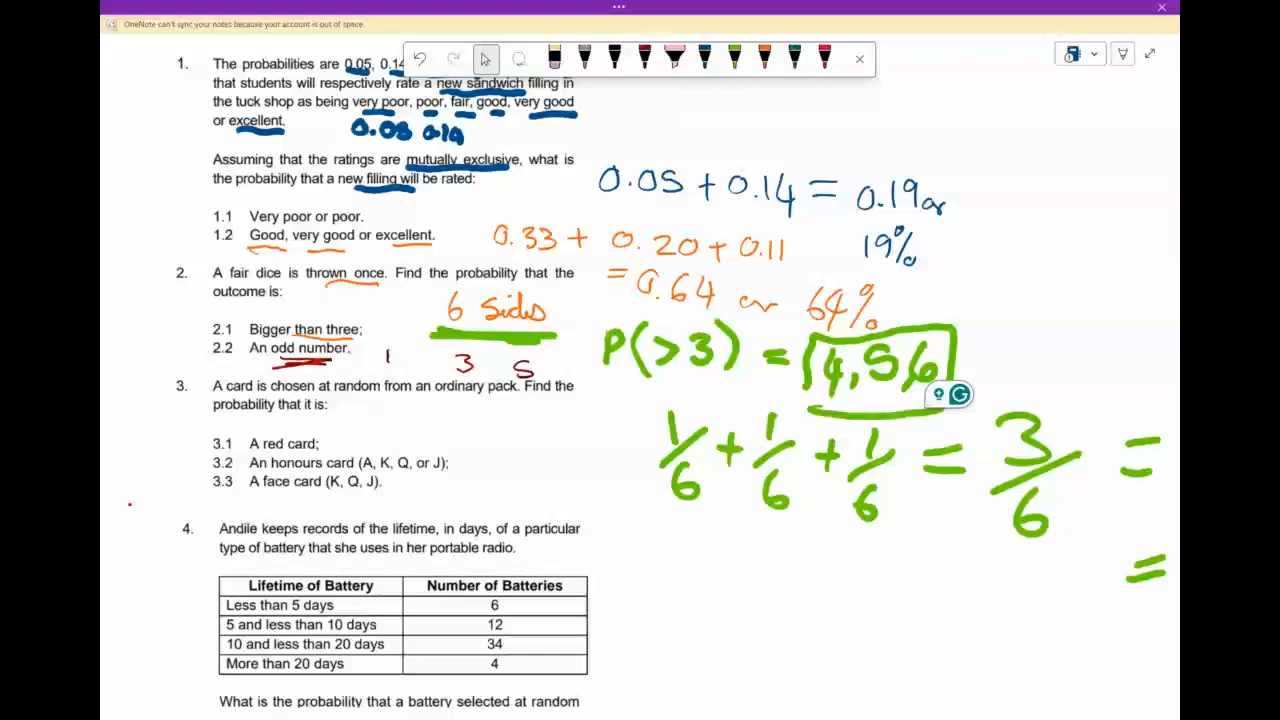 OneNote can't sync your notes because your account is out of space.
1. The probabilities are 0.05, 0.14
that students will respectively rate a new sandwich filling in
the tuck shop as being very poor, poor, fair, good, very good
or excellent.
0.05 0.14
Assuming that the ratings are mutually exclusive, what is
the probability that a new filling will be rated:
0.05 + 0.14 = 0.19 or
19%
1.1 Very poor or poor.
1.2 Good, very good or excellent.
0.33 + 0.20 + 0.11
= 0.64 or 64%
2. A fair dice is thrown once. Find the probability that the
outcome is:
6 sides
2.1 Bigger than three;
2.2 An odd number.
1 3 5
P(>3) = 4,5,6
1/6 + 1/6 + 1/6 = 3/6 =
=
3. A card is chosen at random from an ordinary pack. Find the
probability that it is:
3.1 A red card;
3.2 An honours card (A, K, Q, or J);
3.3 A face card (K, Q, J).
4. Andile keeps records of the lifetime, in days, of a particular
type of battery that she uses in her portable radio.
Lifetime of Battery Number of Batteries
Less than 5 days 6
5 and less than 10 days 12
10 and less than 20 days 34
More than 20 days 4
What is the probability that a battery selected at random